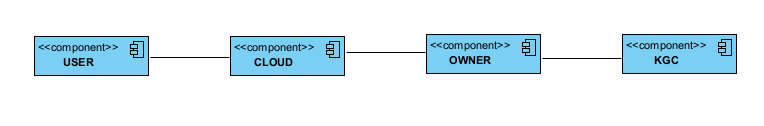 <<component>>
USER
<<component>>
CLOUD
<<component>>
OWNER
<<component>>
KGC